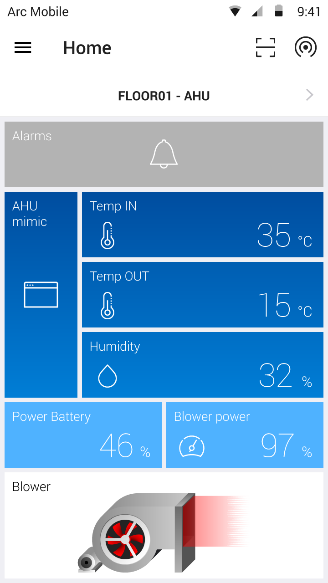 Arc Mobile 9:41
Home
FLOOR01 - AHU
Alarms
AHU
mimic
Temp IN
35 °C
Temp OUT
15 °C
Humidity
32 %
Power Battery
46 %
Blower power
97 %
Blower